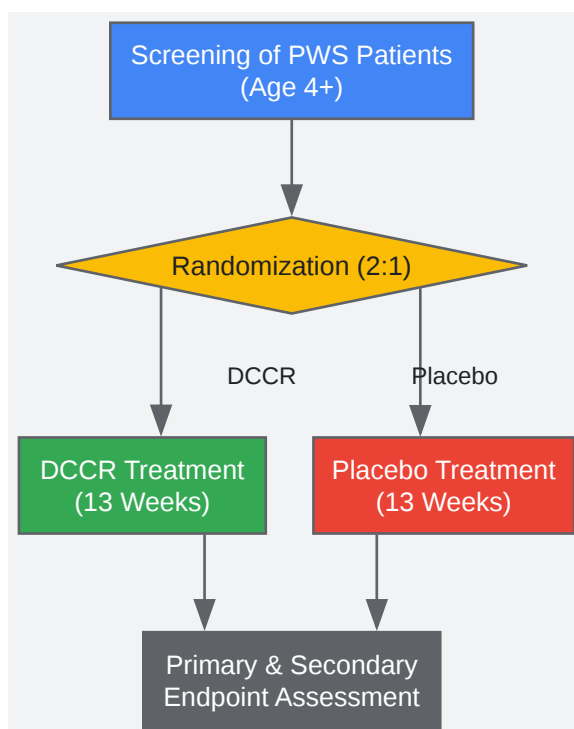 Screening of PWS Patients
(Age 4+)
Randomization (2:1)
DCCR
Placebo
DCCR Treatment
(13 Weeks)
Placebo Treatment
(13 Weeks)
Primary & Secondary
Endpoint Assessment